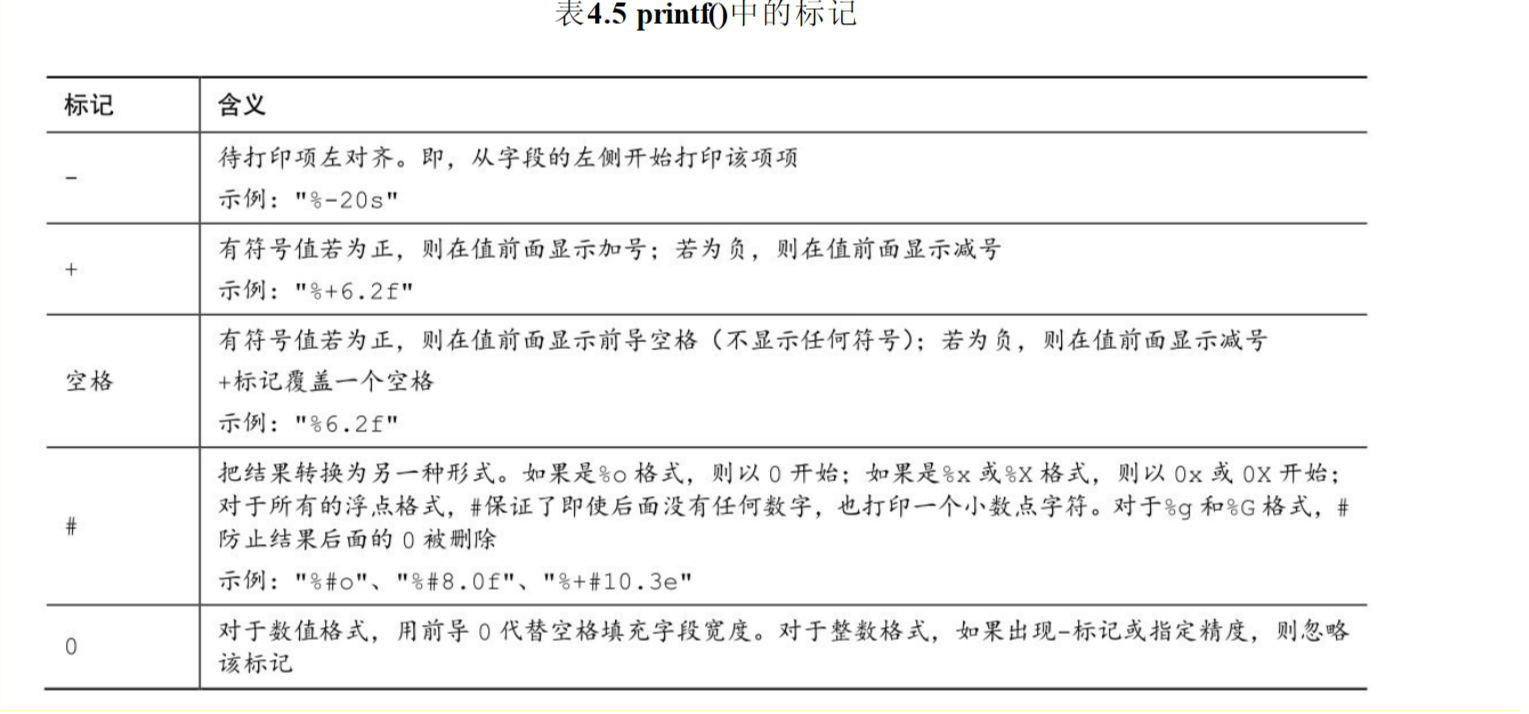 表4.5 printf()中的标记
标记 含义
- 待打印项左对齐。即，从字段的左侧开始打印该项项
示例："%-20s"
+ 有符号值若为正，则在值前面显示加号；若为负，则在值前面显示减号
示例："%+6.2f"
空格 有符号值若为正，则在值前面显示前导空格（不显示任何符号）；若为负，则在值前面显示减号
+标记覆盖一个空格
示例："%6.2f"
# 把结果转换为另一种形式。如果是%o 格式，则以 0 开始；如果是%x 或%X 格式，则以 0x 或 0X 开始；
对于所有的浮点格式，#保证了即使后面没有任何数字，也打印一个小数点字符。对于%g 和%G 格式，#
防止结果后面的 0 被删除
示例："%#o"、"%#8.0f"、"%+#10.3e"
0 对于数值格式，用前导 0 代替空格填充字段宽度。对于整数格式，如果出现-标记或指定精度，则忽略
该标记